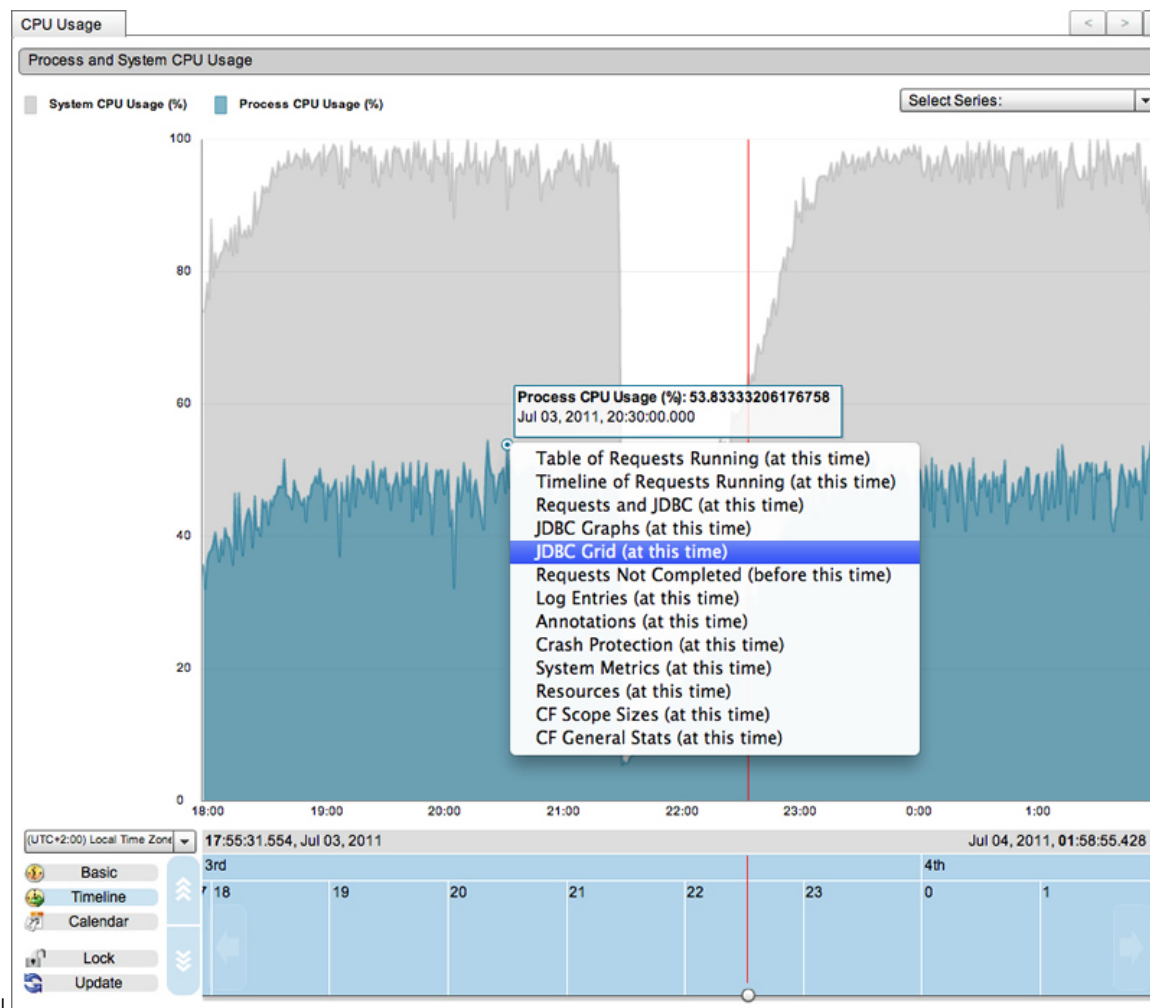 CPU Usage
< >
Process and System CPU Usage
System CPU Usage (%) Process CPU Usage (%) Select Series:
100
80
60
40
20
0
Process CPU Usage (%): 53.83333206176758
Jul 03, 2011, 20:30:00.000
Table of Requests Running (at this time)
Timeline of Requests Running (at this time)
Requests and JDBC (at this time)
JDBC Graphs (at this time)
JDBC Grid (at this time)
Requests Not Completed (before this time)
Log Entries (at this time)
Annotations (at this time)
Crash Protection (at this time)
System Metrics (at this time)
Resources (at this time)
CF Scope Sizes (at this time)
CF General Stats (at this time)
18:00 19:00 20:00 21:00 22:00 23:00 0:00 1:00
(UTC+2:00) Local Time Zone 17:55:31.554, Jul 03, 2011 Jul 04, 2011, 01:58:55.428
3rd 4th
7 18 19 20 21 22 23 0 1
Basic
Timeline
Calendar
Lock
Update